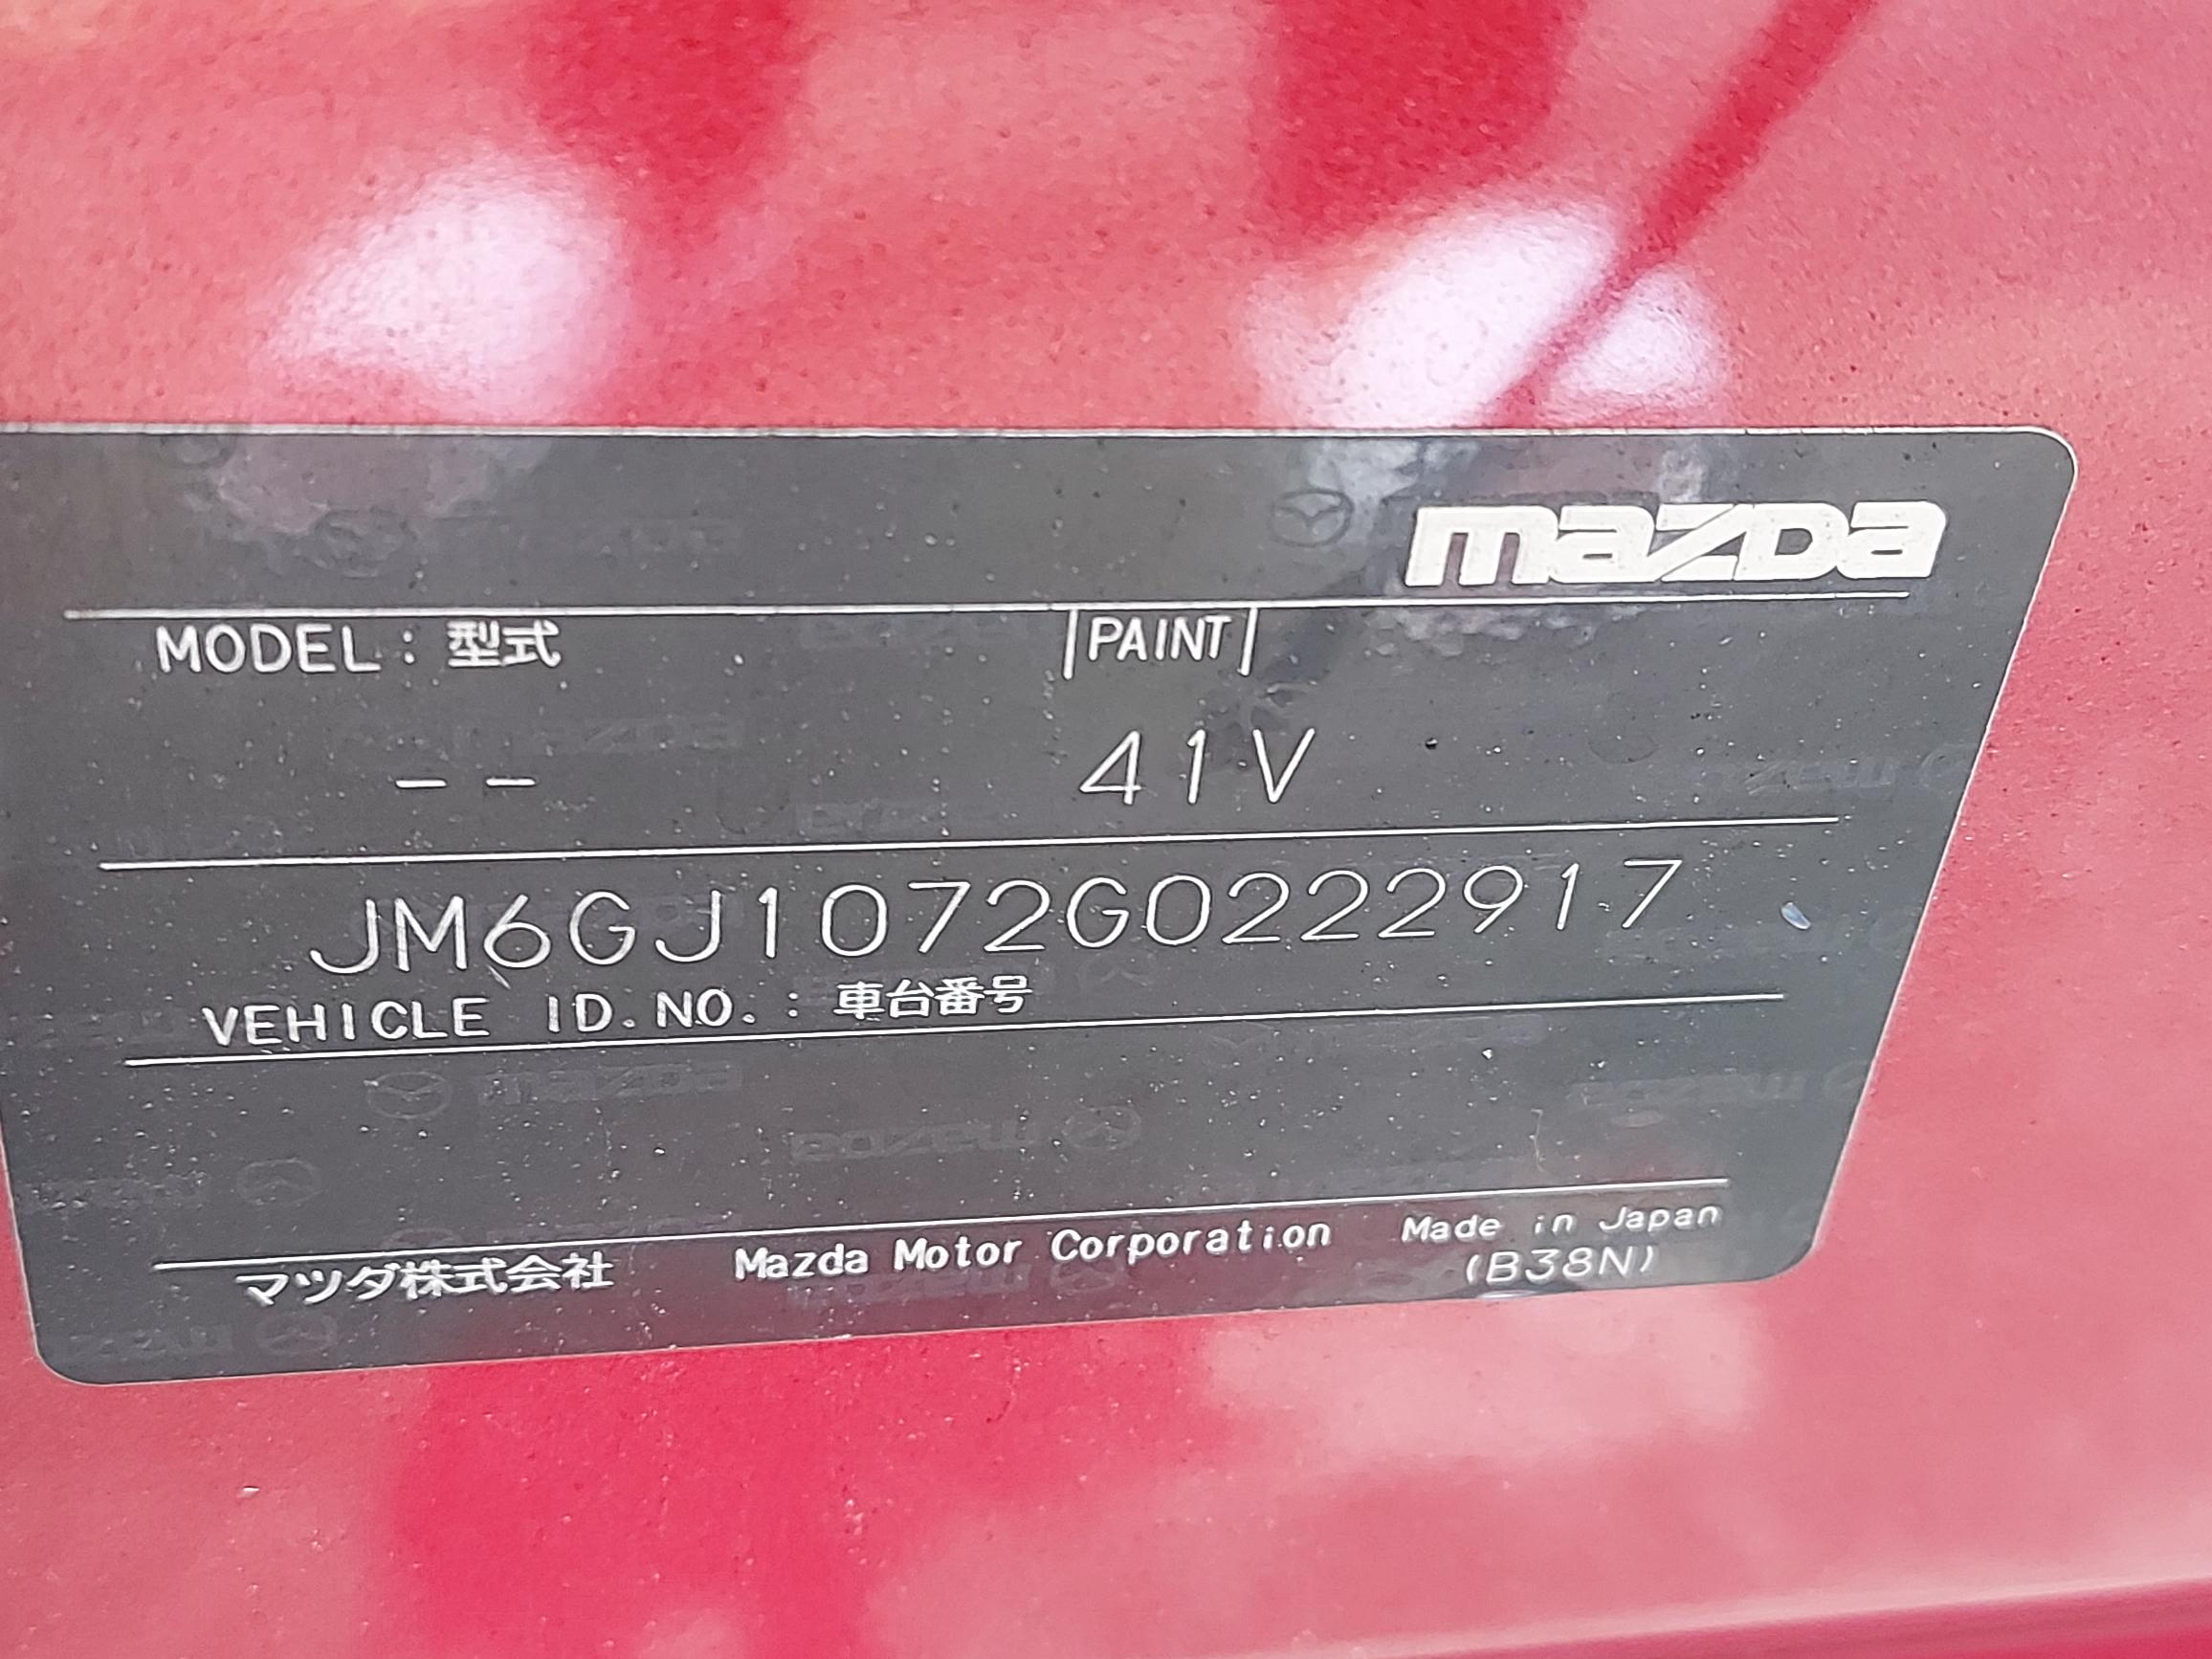 mazda
MODEL : 型式 |PAINT|
-- 41V
JM6GJ1072G0222917
VEHICLE ID.NO. : 車台番号
マツダ株式会社 Mazda Motor Corporation Made in Japan
(B38N)